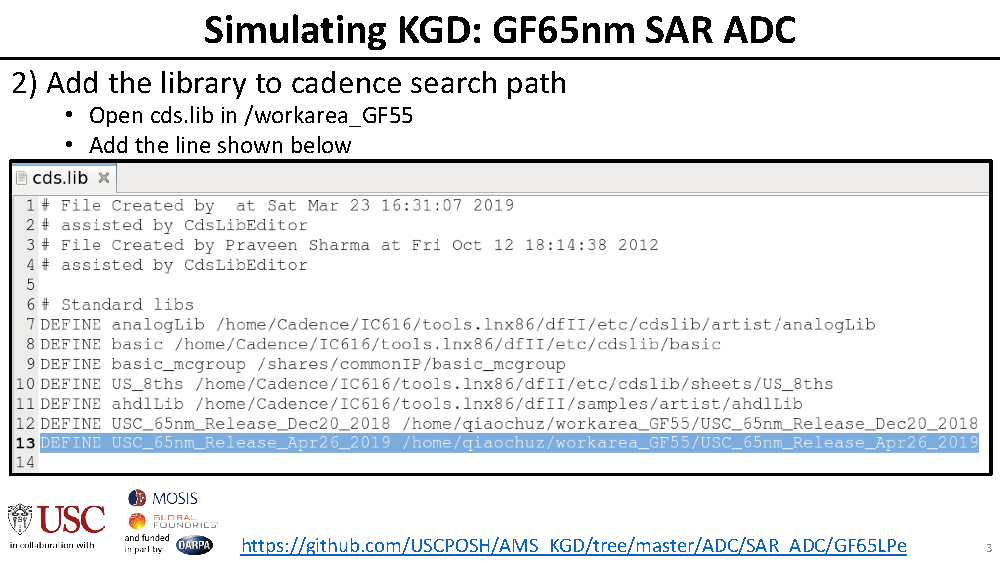 Simulating KGD: GF65nm SAR ADC
2) Add the library to cadence search path
• Open cds.lib in /workarea_GF55
• Add the line shown below
cds.lib
1 # File Created by  at Sat Mar 23 16:31:07 2019
2 # assisted by CdsLibEditor
3 # File Created by Praveen Sharma at Fri Oct 12 18:14:38 2012
4 # assisted by CdsLibEditor
5
6 # Standard libs
7 DEFINE analogLib /home/Cadence/IC616/tools.lnx86/dfII/etc/cdslib/artist/analogLib
8 DEFINE basic /home/Cadence/IC616/tools.lnx86/dfII/etc/cdslib/basic
9 DEFINE basic_mcgroup /shares/commonIP/basic_mcgroup
10 DEFINE US_8ths /home/Cadence/IC616/tools.lnx86/dfII/etc/cdslib/sheets/US_8ths
11 DEFINE ahdlLib /home/Cadence/IC616/tools.lnx86/dfII/samples/artist/ahdlLib
12 DEFINE USC_65nm_Release_Dec20_2018 /home/qiaochuz/workarea_GF55/USC_65nm_Release_Dec20_2018
13 DEFINE USC_65nm_Release_Apr26_2019 /home/qiaochuz/workarea_GF55/USC_65nm_Release_Apr26_2019
14
USC
in collaboration with
MOSIS
GLOBAL
FOUNDRIES
and funded
in part by
DARPA
https://github.com/USCPOSH/AMS_KGD/tree/master/ADC/SAR_ADC/GF65LPe
3